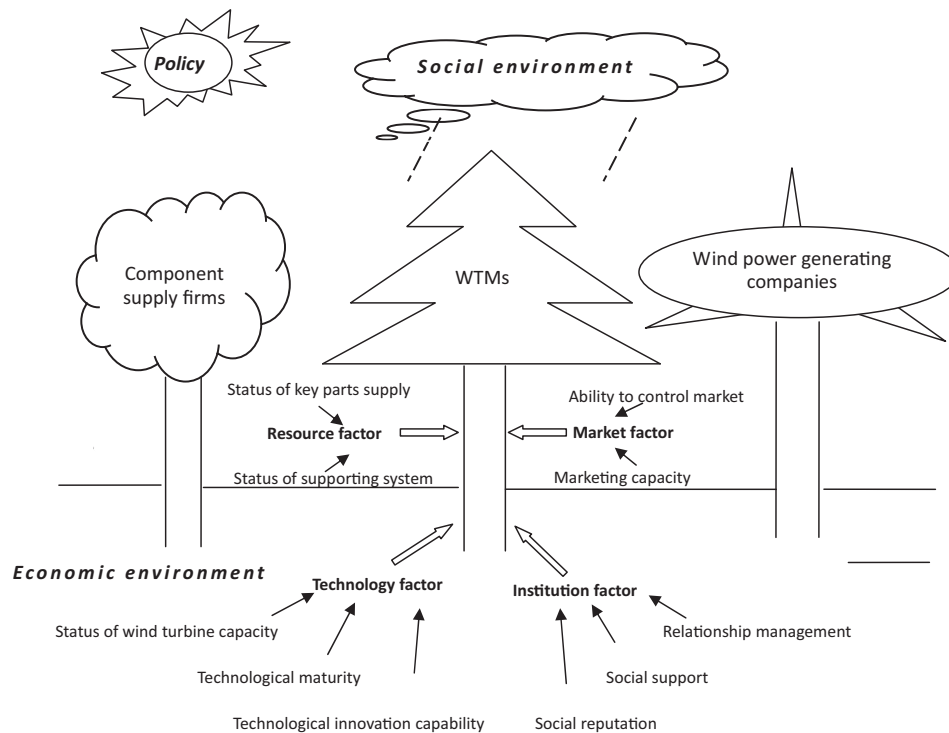 Policy
Social environment
Component
supply firms
WTMs
Wind power generating
companies
Status of key parts supply
Ability to control market
Resource factor
Market factor
Status of supporting system
Marketing capacity
Economic environment
Technology factor
Institution factor
Status of wind turbine capacity
Relationship management
Technological maturity
Social support
Technological innovation capability
Social reputation